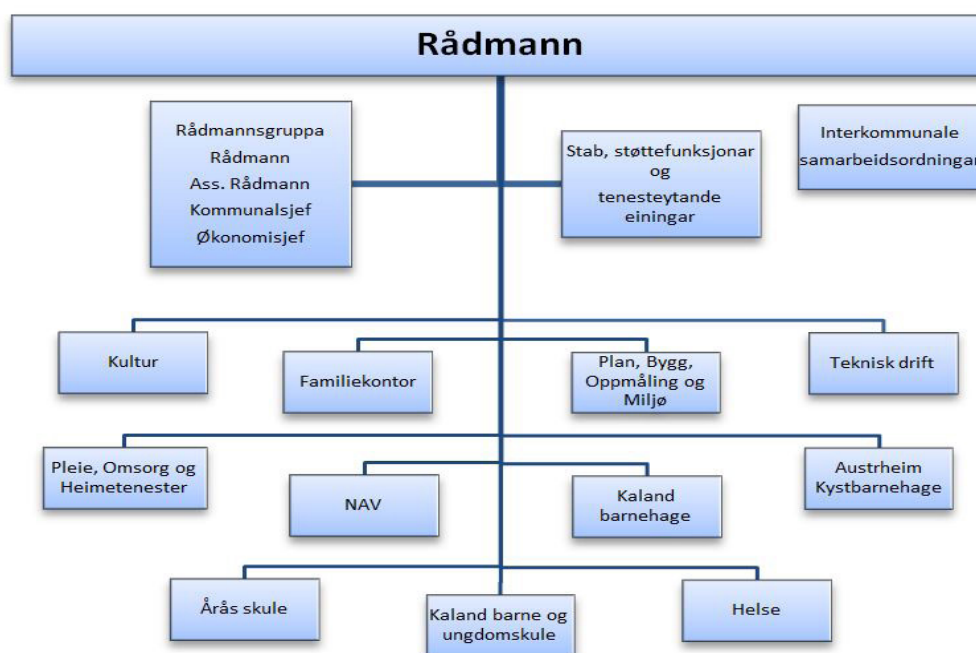 Rådmann
Rådmannsgruppa
Rådmann
Ass. Rådmann
Kommunalsjef
Økonomisjef
Stab, støttefunksjonar
og
tenesteytande
einingar
Interkommunale
samarbeidsordningar
Kultur
Familiekontor
Plan, Bygg,
Oppmåling og
Miljø
Teknisk drift
Pleie, Omsorg og
Heimetenester
NAV
Kaland
barnehage
Austrheim
Kystbarnehage
Årås skule
Kaland barne og
ungdomskule
Helse